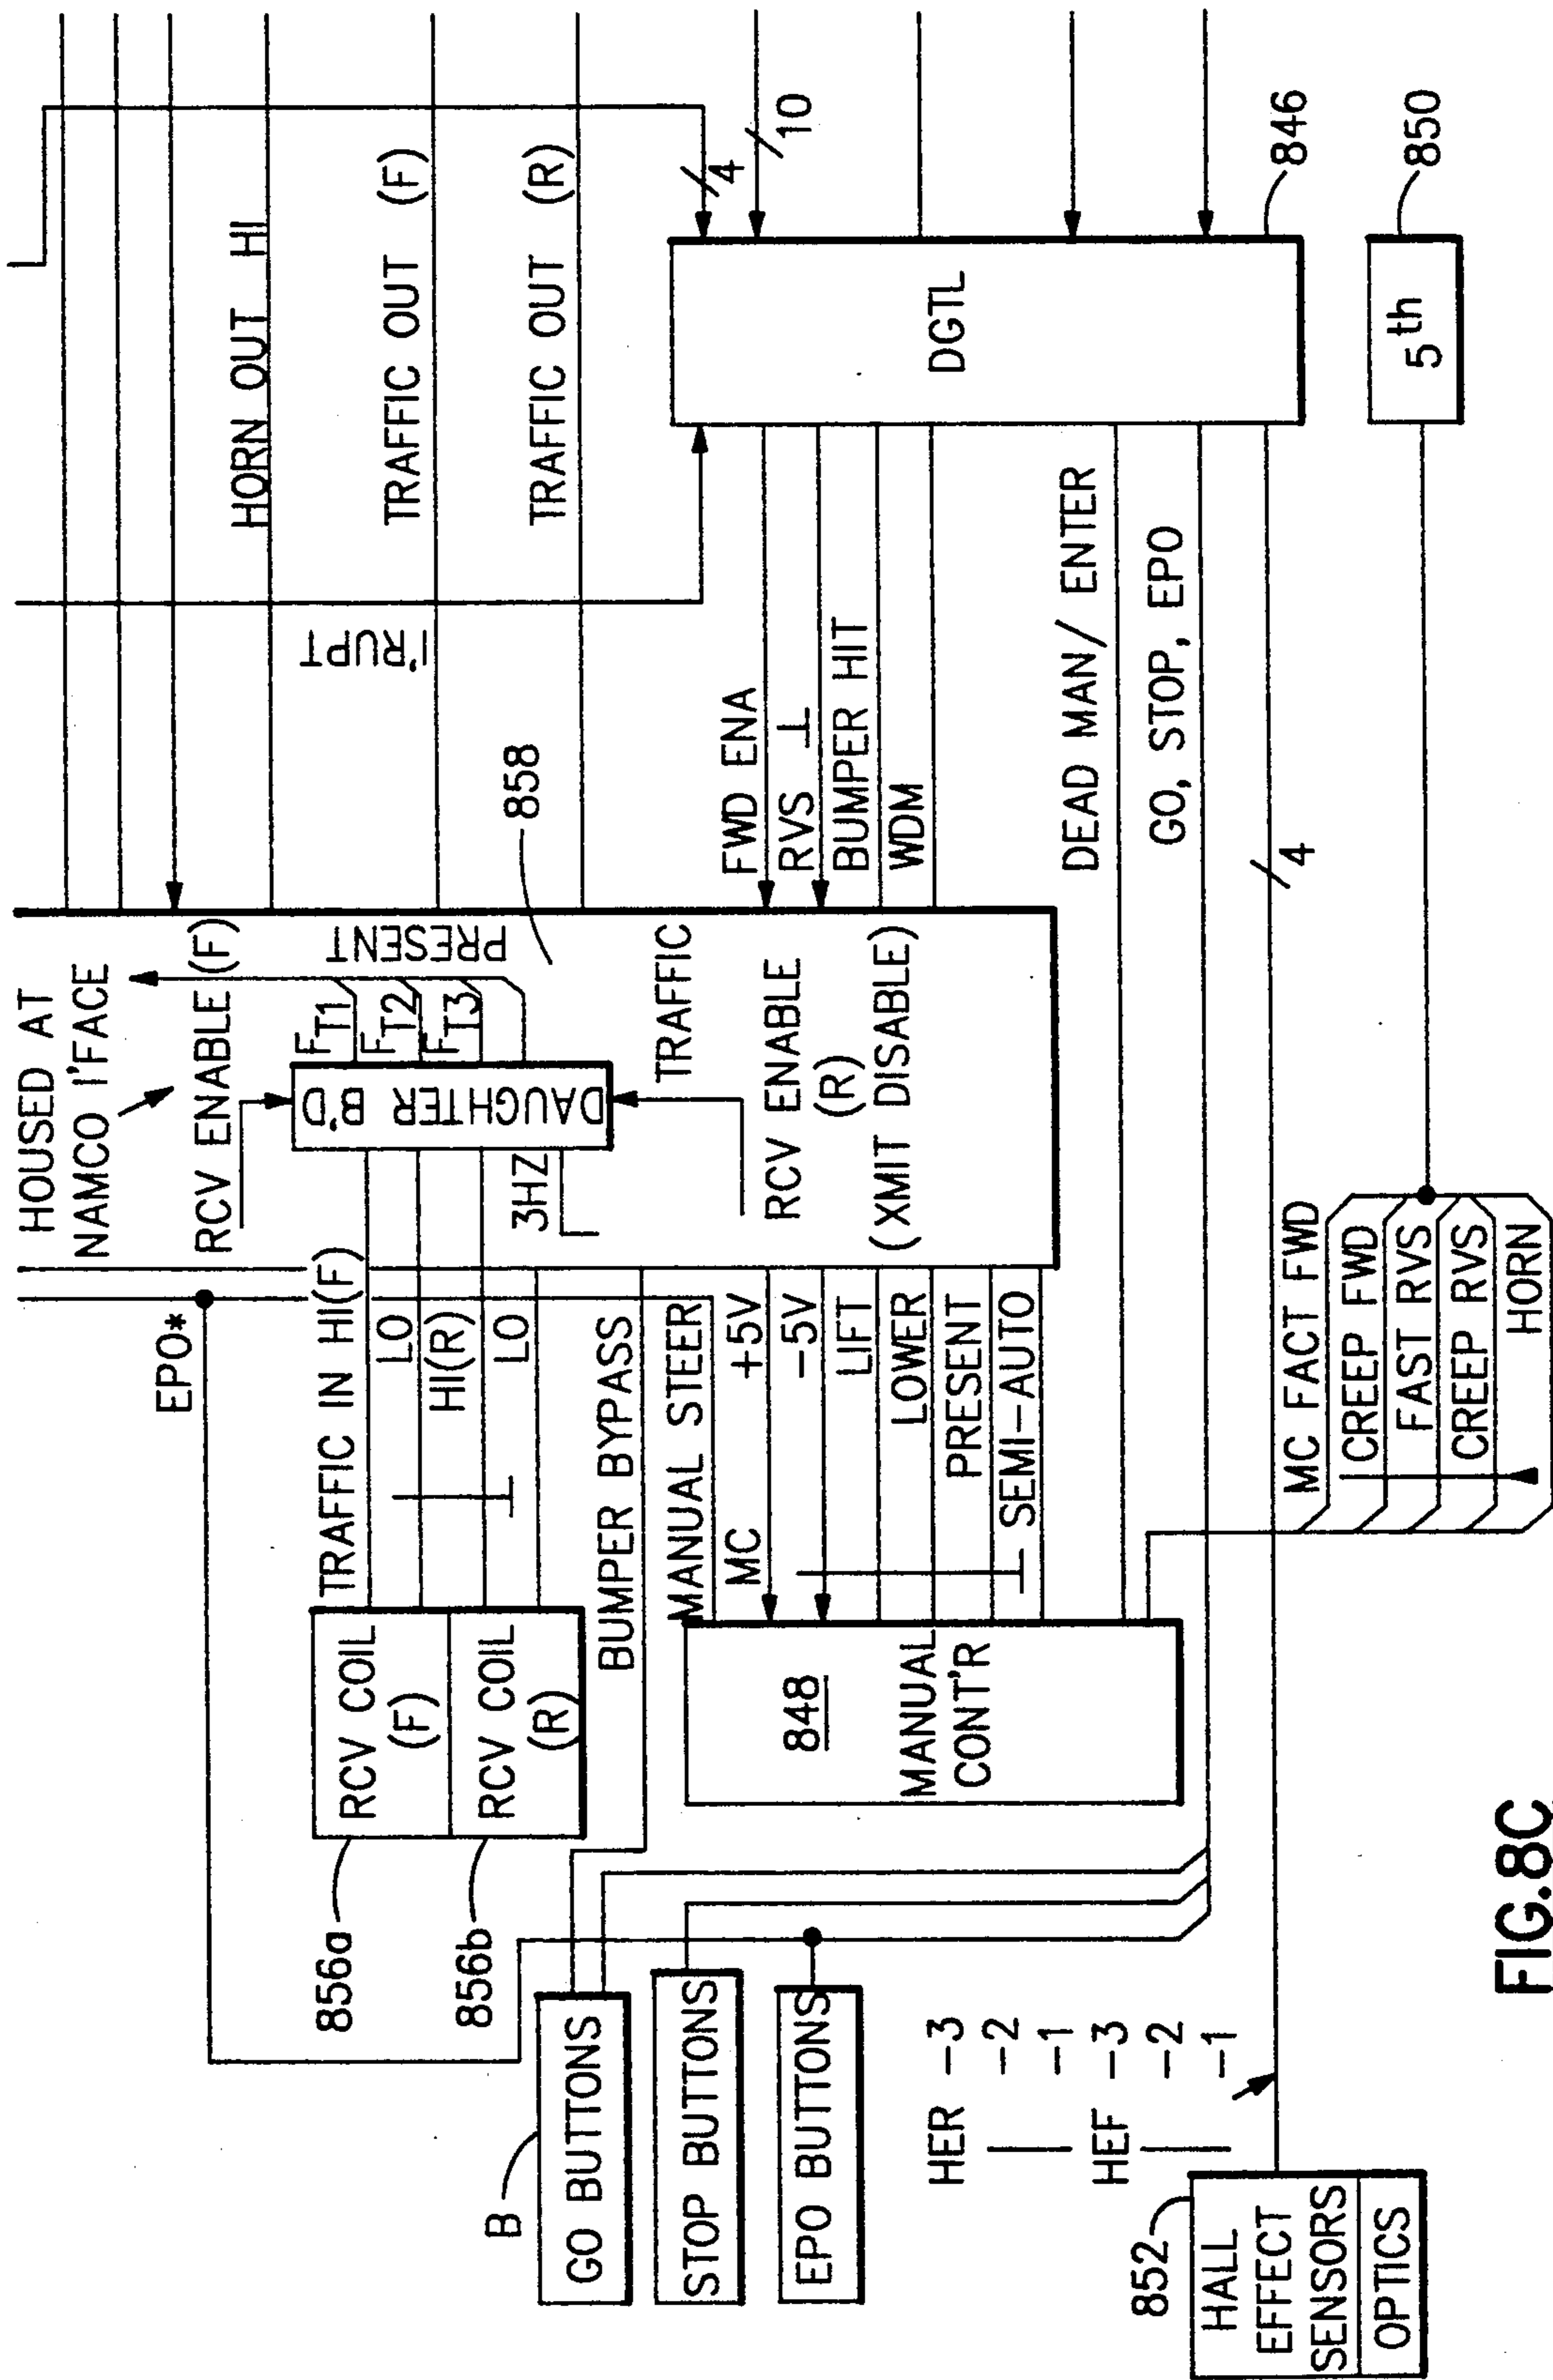 HOUSED AT
NAMCO I'FACE
RCV ENABLE (F)
EPO*
TRAFFIC IN HI(F)
LO
HI(R)
LO
3HZ
DAUGHTER B'D
FT1
FT2
FT3
PRESENT
858
TRAFFIC
RCV ENABLE
(R)
(XMIT DISABLE)
HORN OUT HI
I'RUPT
TRAFFIC OUT (F)
TRAFFIC OUT (R)
4
10
856a
RCV COIL
(F)
856b
RCV COIL
(R)
BUMPER BYPASS
MANUAL STEER
MC +5V
-5V
LIFT
LOWER
PRESENT
SEMI-AUTO
848
MANUAL
CONT'R
FWD ENA
RVS
BUMPER HIT
WDM
DGTL
846
DEAD MAN/ ENTER
GO, STOP, EPO
4
B
GO BUTTONS
STOP BUTTONS
EPO BUTTONS
HER -3
-2
-1
HEF -3
-2
-1
852
HALL
EFFECT
SENSORS
OPTICS
MC FACT FWD
CREEP FWD
FAST RVS
CREEP RVS
HORN
5th
850
FIG.8C